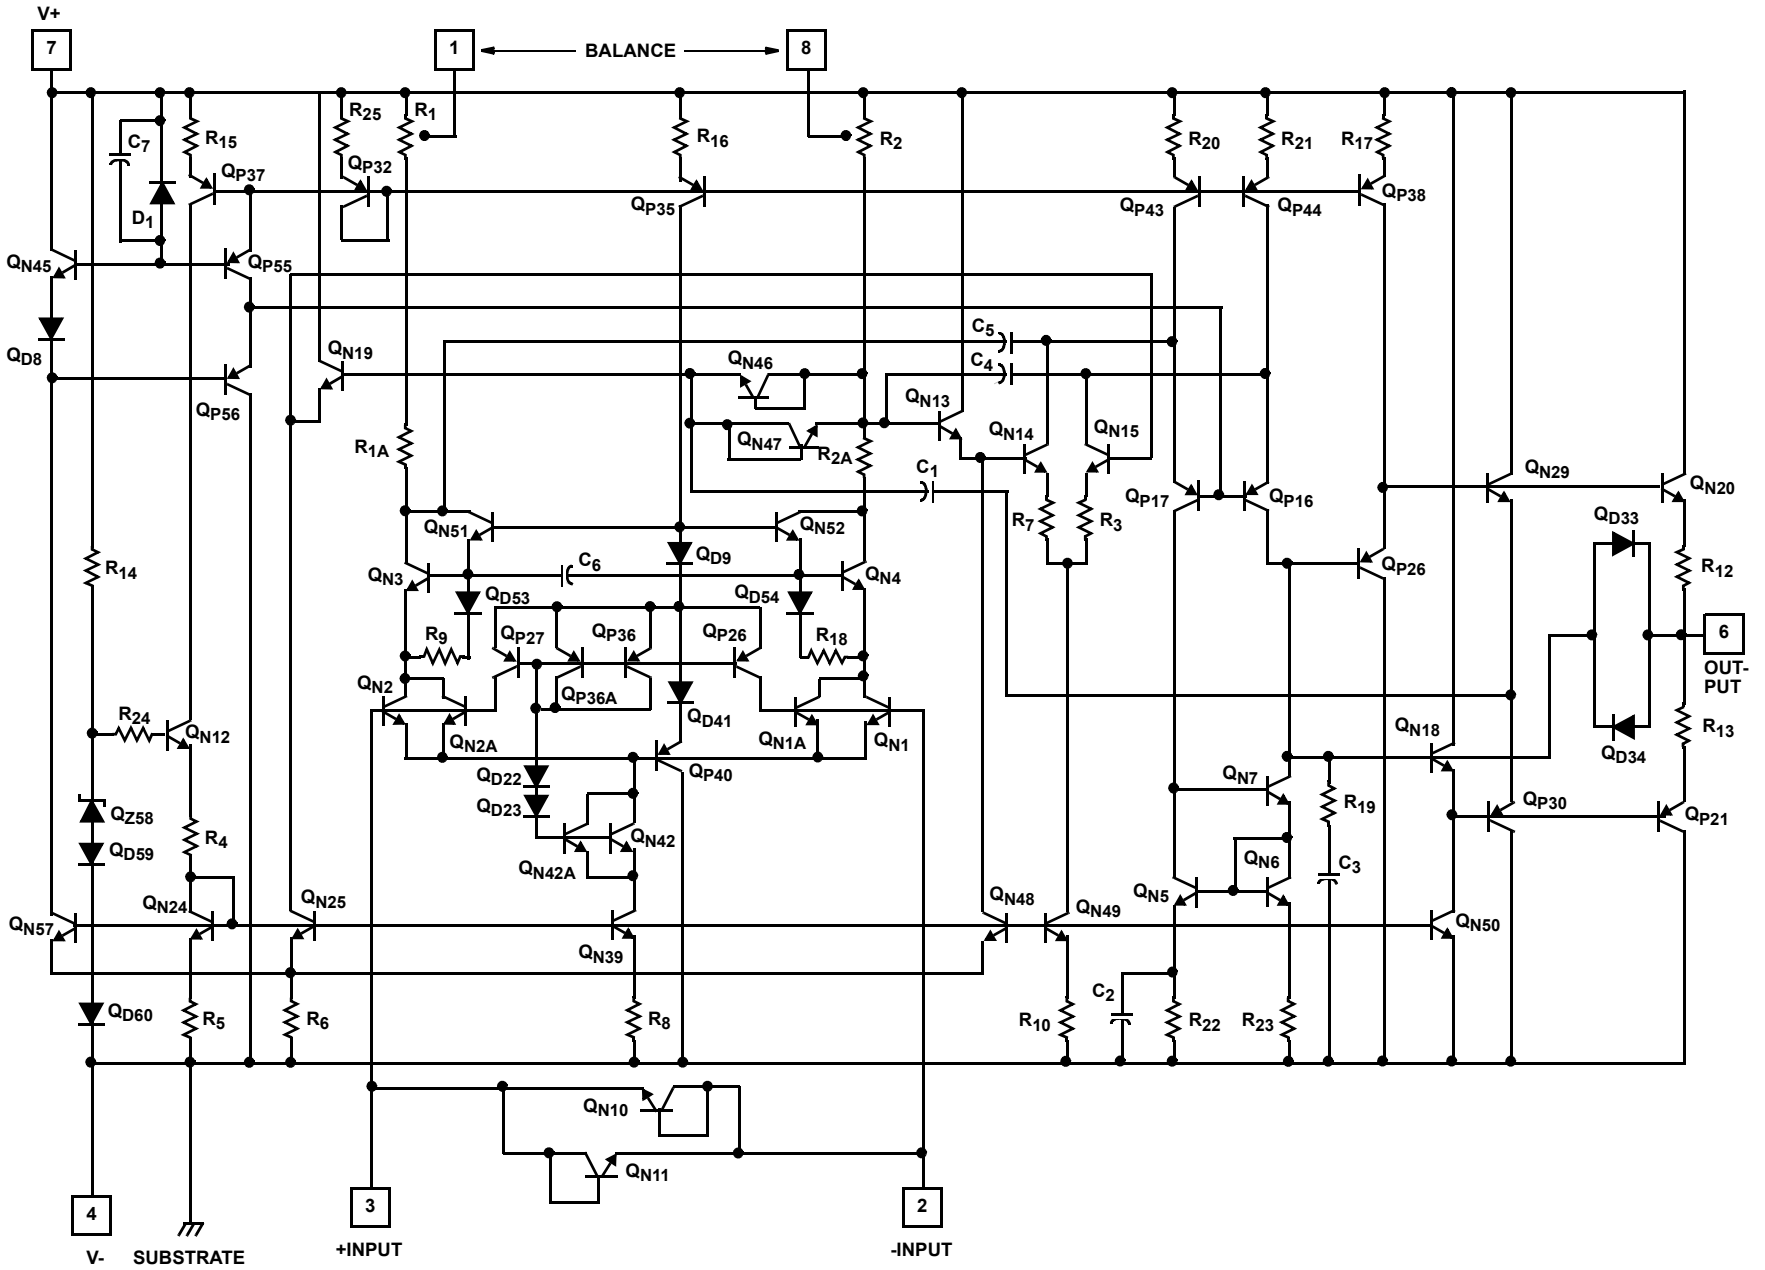 V+
7
1
BALANCE
8
C7
R15
R25
R1
R16
R2
R20
R21
R17
QP37
QP32
D1
QP35
QP43
QP44
QP38
QN45
QP55
QD8
QN19
QP56
QN46
C5
C4
QN13
QN47
R2A
R1A
C1
QN14
QN15
QN51
QN52
QP17
QP16
R7
R3
QN29
QN20
QD33
R14
QN3
C6
QD9
QN4
QP26
R12
QD53
QD54
R9
QP27
QP36
QP26
R18
6
OUT-
PUT
QN2
QP36A
QD41
R24
QN12
QN2A
QN1A
QN1
QN18
R13
QD34
QD22
QP40
QN7
R19
QZ58
QD23
QP30
QP21
QD59
R4
QN42
QN42A
QN6
C3
QN5
QN24
QN25
QN48
QN49
QN57
QN50
QN39
QD60
R5
R6
R8
C2
R10
R22
R23
QN10
QN11
4
3
2
V-
SUBSTRATE
+INPUT
-INPUT